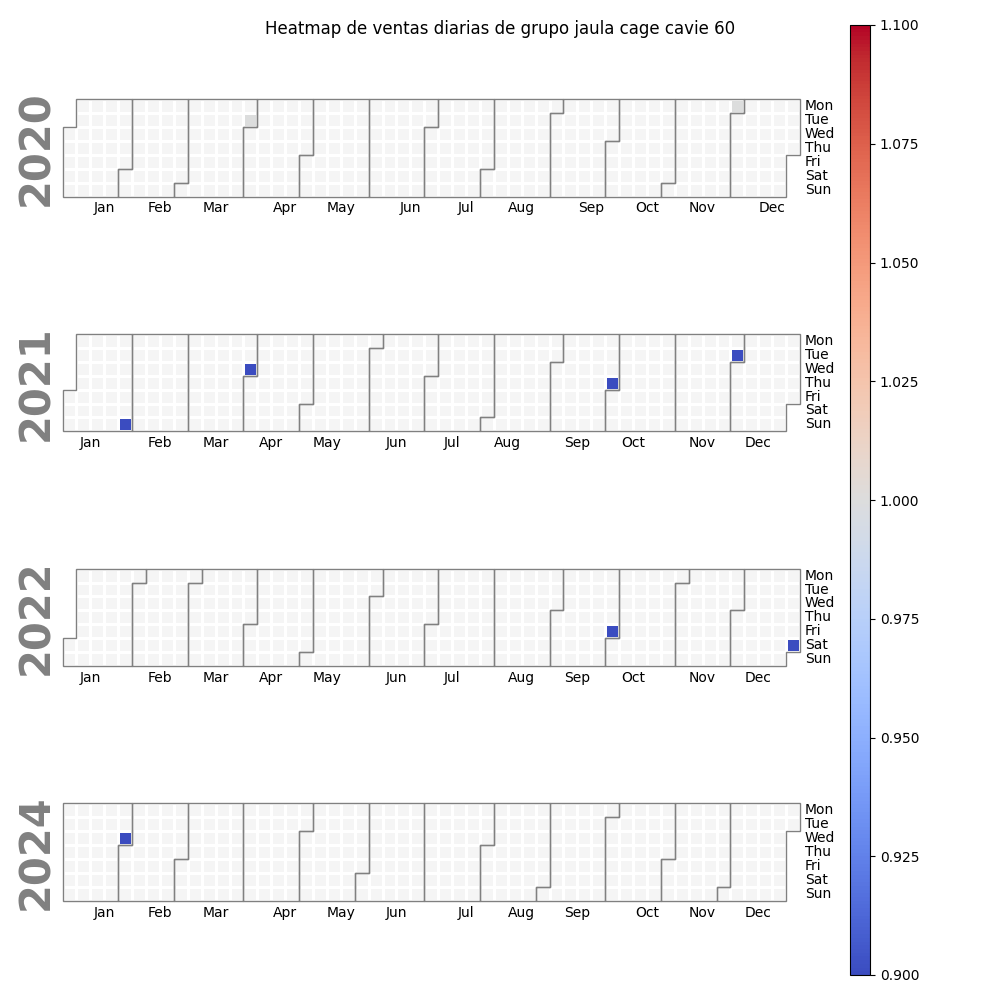 Heatmap de ventas diarias de grupo jaula cage cavie 60
2020
Mon
Tue
Wed
Thu
Fri
Sat
Sun
Jan Feb Mar Apr May Jun Jul Aug Sep Oct Nov Dec
2021
Mon
Tue
Wed
Thu
Fri
Sat
Sun
Jan Feb Mar Apr May Jun Jul Aug Sep Oct Nov Dec
2022
Mon
Tue
Wed
Thu
Fri
Sat
Sun
Jan Feb Mar Apr May Jun Jul Aug Sep Oct Nov Dec
2024
Mon
Tue
Wed
Thu
Fri
Sat
Sun
Jan Feb Mar Apr May Jun Jul Aug Sep Oct Nov Dec
1.100
1.075
1.050
1.025
1.000
0.975
0.950
0.925
0.900